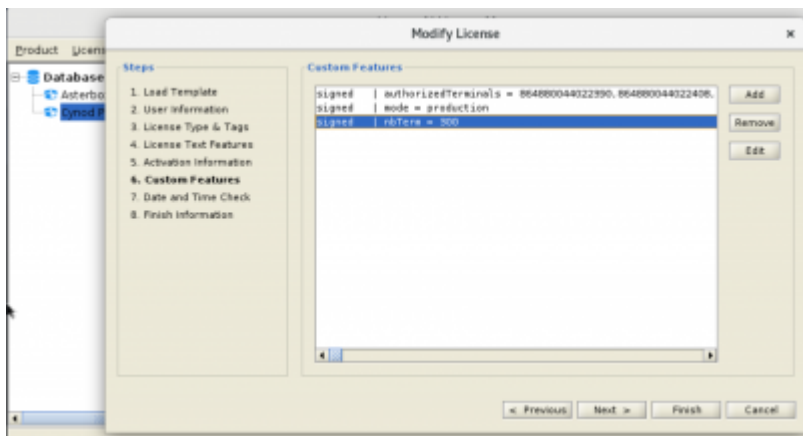 Modify License
Product Licens
Database
Asterbo
Cynod P
Steps
1. Load Template
2. User Information
3. License Type & Tags
4. License Text Features
5. Activation Information
6. Custom Features
7. Date and Time Check
8. Finish Information
Custom Features
signed | authorizedTerminals = 864880044022990,864880044022408,
signed | mode = production
signed | nbTerm = 300
Add
Remove
Edit
< Previous Next > Finish Cancel